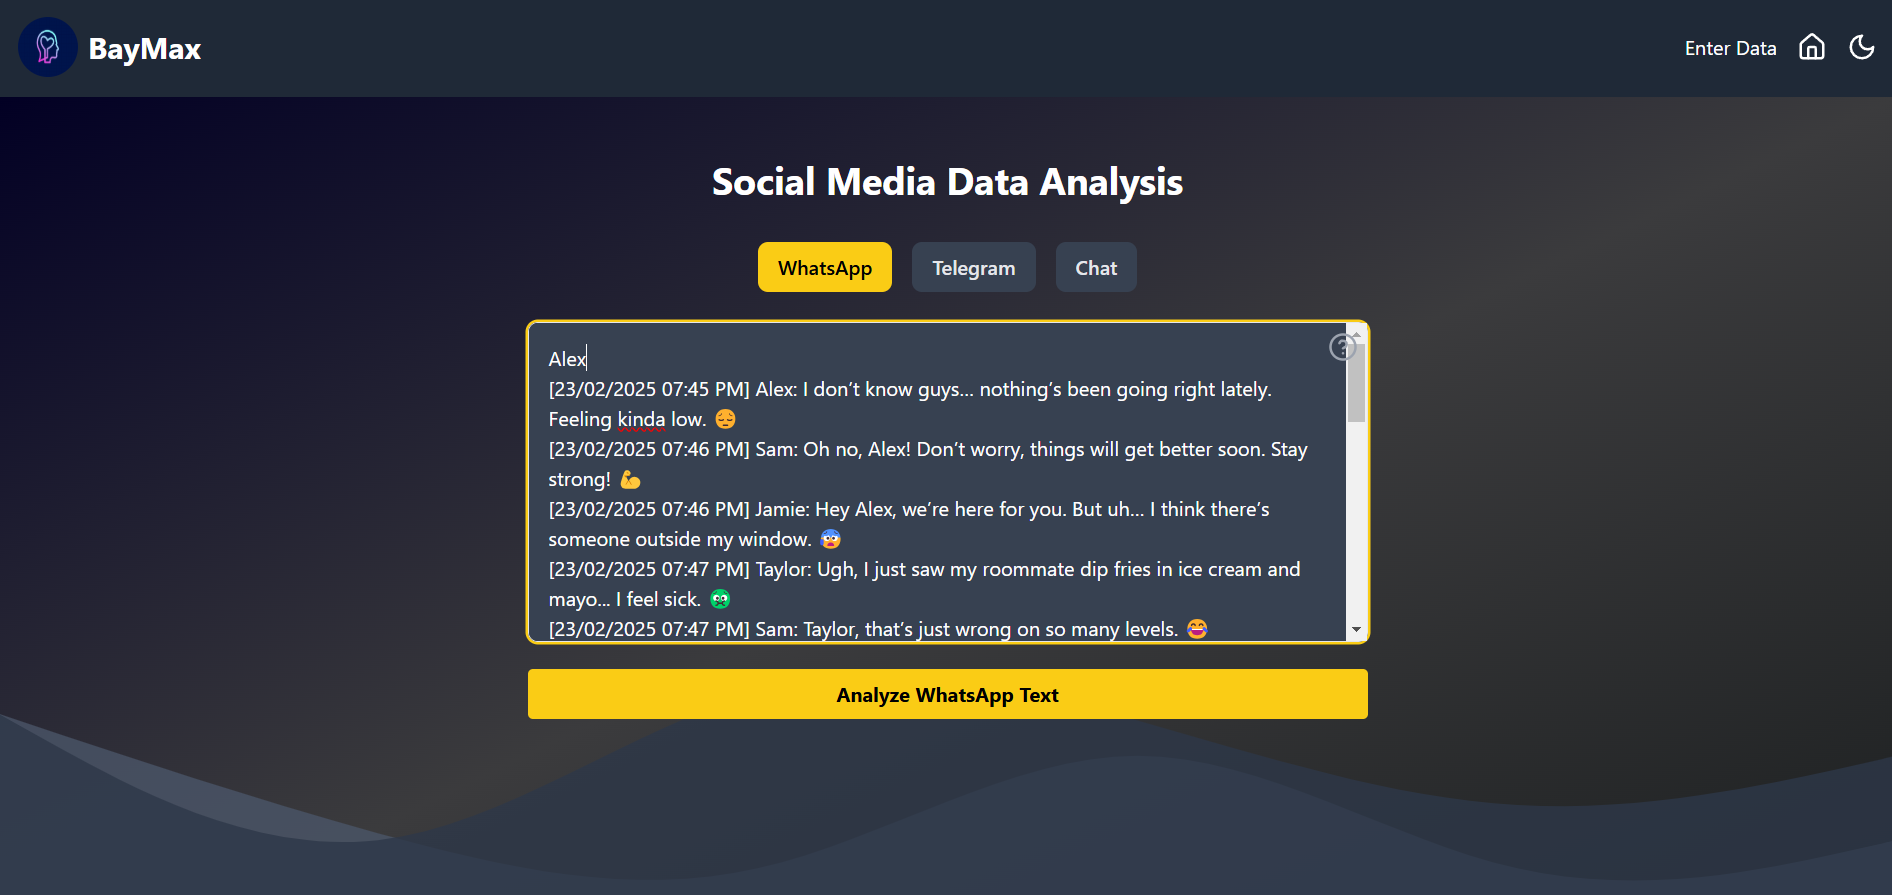 BayMax
Enter Data
Social Media Data Analysis
WhatsApp
Telegram
Chat
Alex
[23/02/2025 07:45 PM] Alex: I don’t know guys... nothing’s been going right lately.
Feeling kinda low. 😔
[23/02/2025 07:46 PM] Sam: Oh no, Alex! Don’t worry, things will get better soon. Stay
strong! 💪
[23/02/2025 07:46 PM] Jamie: Hey Alex, we’re here for you. But uh... I think there’s
someone outside my window. 😱
[23/02/2025 07:47 PM] Taylor: Ugh, I just saw my roommate dip fries in ice cream and
mayo... I feel sick. 🤢
[23/02/2025 07:47 PM] Sam: Taylor, that’s just wrong on so many levels. 😂
Analyze WhatsApp Text